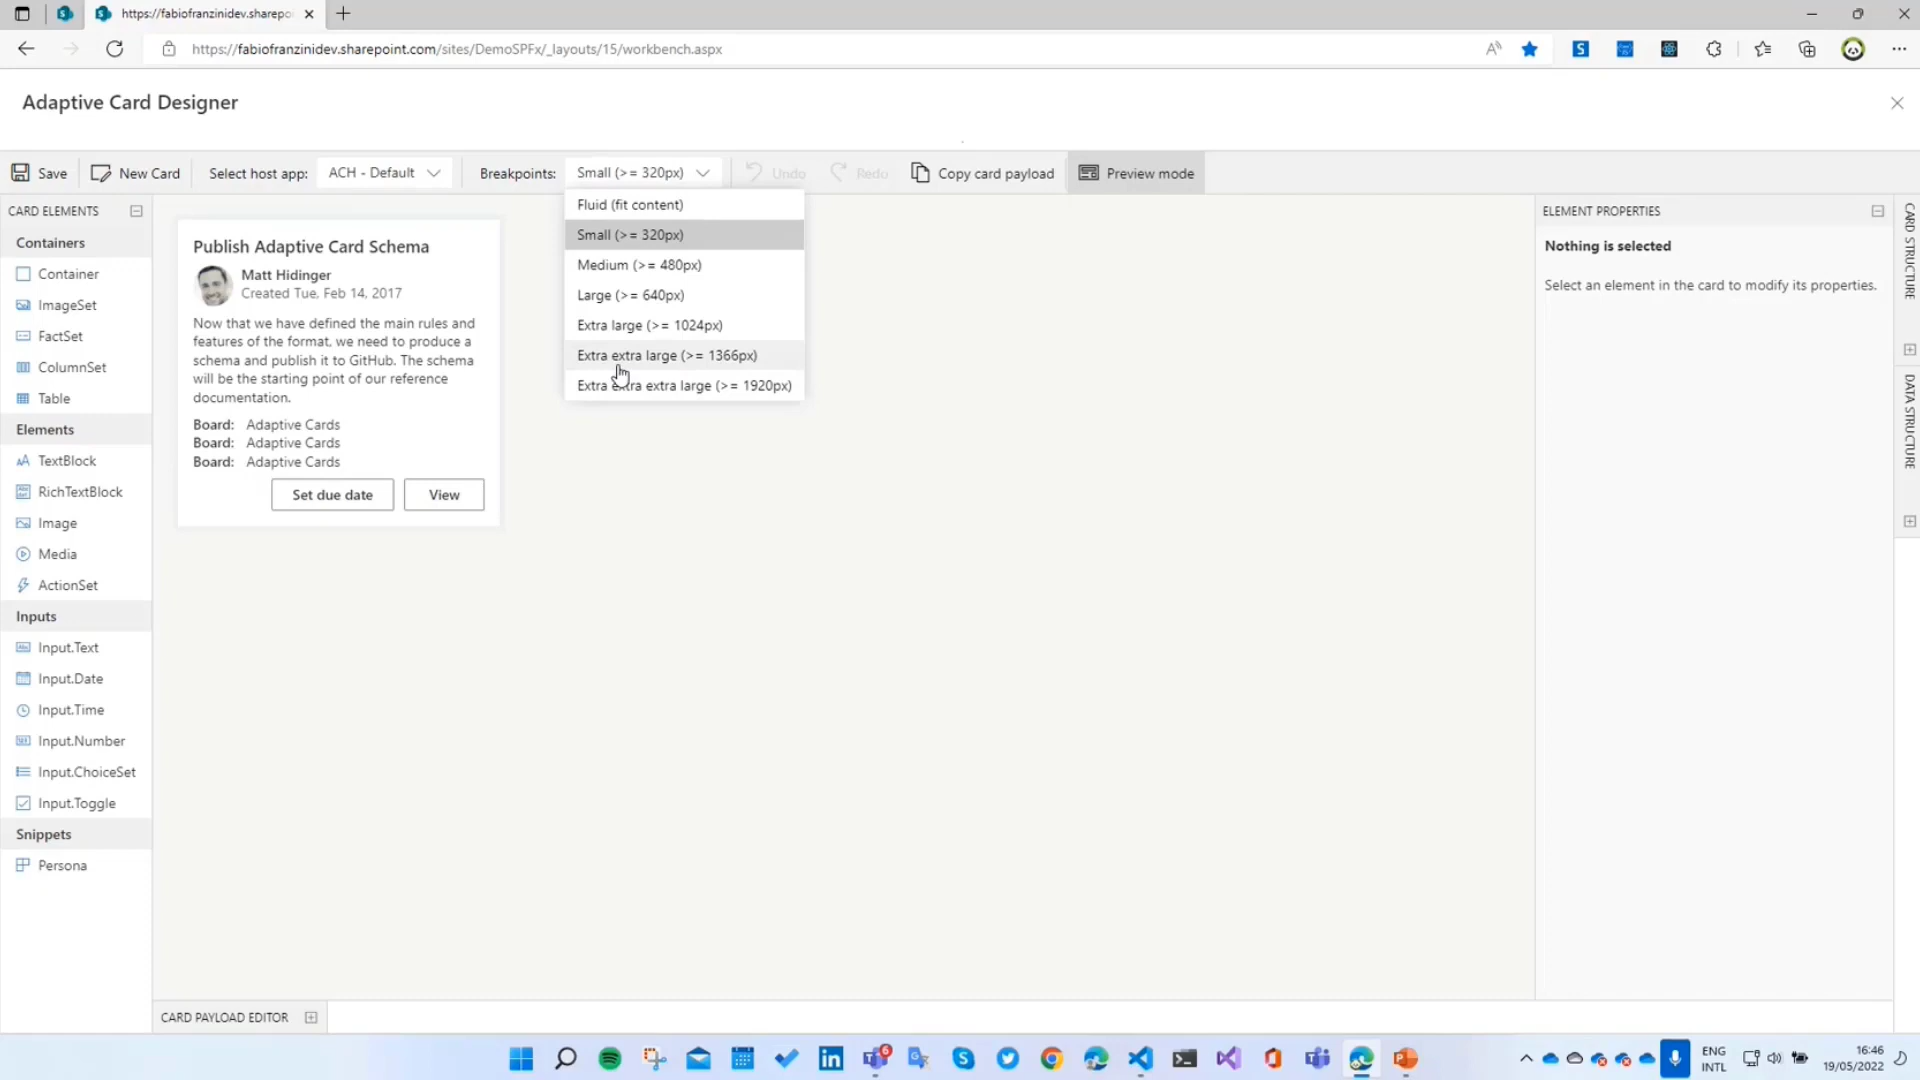 https://fabiofranzinidev.sharepo
https://fabiofranzinidev.sharepoint.com/sites/DemoSPFx/_layouts/15/workbench.aspx
Adaptive Card Designer
Save
New Card
Select host app:
ACH - Default
Breakpoints:
Small (>= 320px)
Undo
Redo
Copy card payload
Preview mode
Fluid (fit content)
Small (>= 320px)
Medium (>= 480px)
Large (>= 640px)
Extra large (>= 1024px)
Extra extra large (>= 1366px)
Extra extra extra large (>= 1920px)
CARD ELEMENTS
Containers
Container
ImageSet
FactSet
ColumnSet
Table
Elements
TextBlock
RichTextBlock
Image
Media
ActionSet
Inputs
Input.Text
Input.Date
Input.Time
Input.Number
Input.ChoiceSet
Input.Toggle
Snippets
Persona
Publish Adaptive Card Schema
Matt Hidinger
Created Tue, Feb 14, 2017
Now that we have defined the main rules and
features of the format, we need to produce a
schema and publish it to GitHub. The schema
will be the starting point of our reference
documentation.
Board: Adaptive Cards
Board: Adaptive Cards
Board: Adaptive Cards
Set due date
View
ELEMENT PROPERTIES
Nothing is selected
Select an element in the card to modify its properties.
CARD STRUCTURE
DATA STRUCTURE
CARD PAYLOAD EDITOR
6
ENG
INTL
16:46
19/05/2022